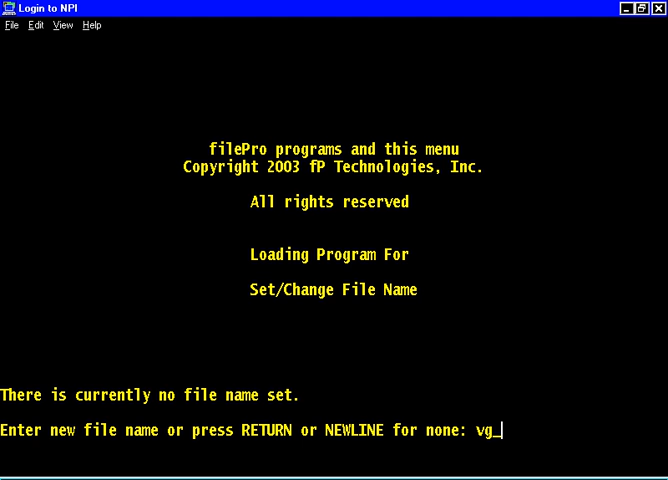 Login to NPI
File Edit View Help
filePro programs and this menu
Copyright 2003 fP Technologies, Inc.
All rights reserved
Loading Program For
Set/Change File Name
There is currently no file name set.
Enter new file name or press RETURN or NEWLINE for none: vg_